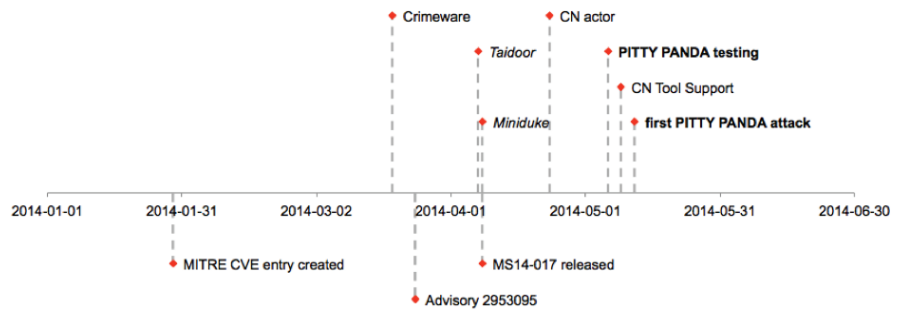 Crimeware
CN actor
Taidoor
PITTY PANDA testing
CN Tool Support
Miniduke
first PITTY PANDA attack
2014-01-01
2014-01-31
2014-03-02
2014-04-01
2014-05-01
2014-05-31
2014-06-30
MITRE CVE entry created
MS14-017 released
Advisory 2953095